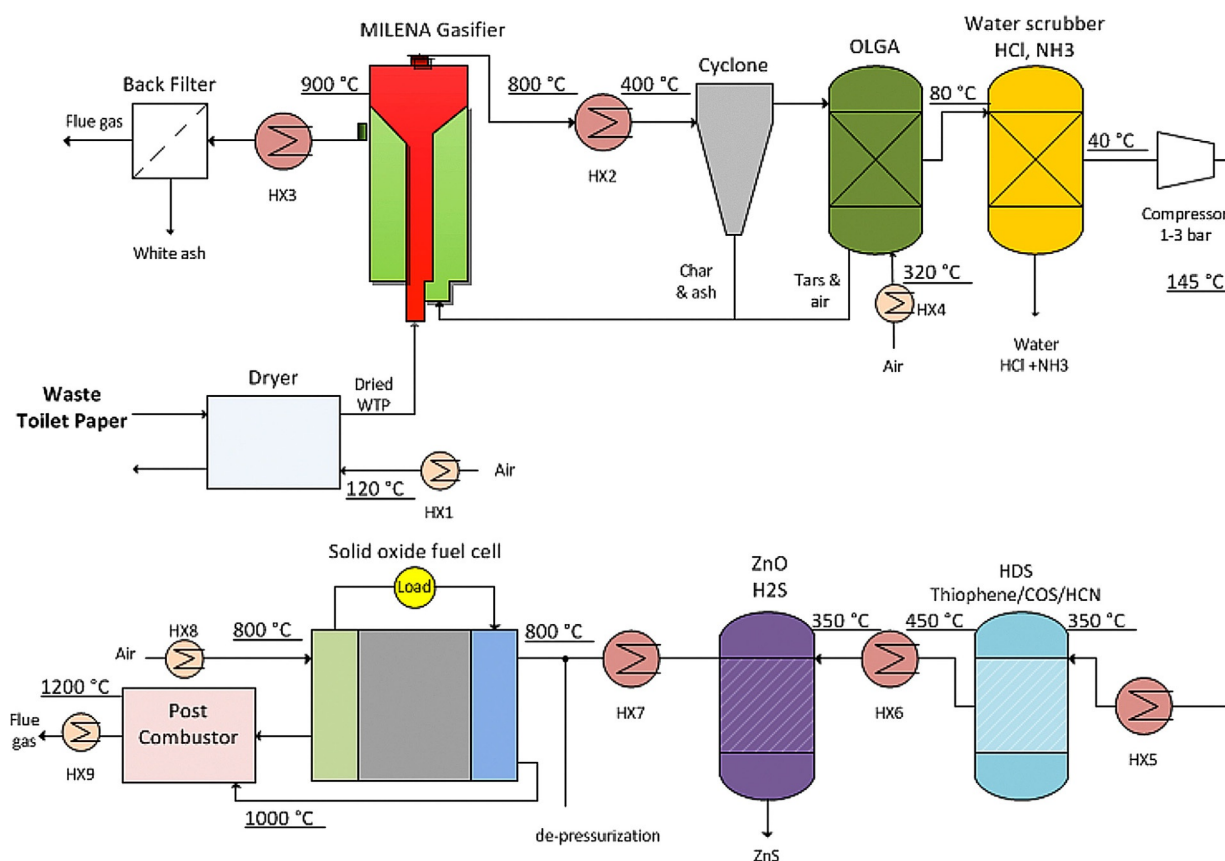 MILENA Gasifier
Back Filter
Flue gas
White ash
HX3
900 °C
800 °C
400 °C
HX2
Cyclone
Char
& ash
OLGA
Tars &
air
320 °C
HX4
Air
Water scrubber
HCl, NH3
80 °C
40 °C
Water
HCl +NH3
Compressor
1-3 bar
145 °C
Waste
Toilet Paper
Dryer
Dried
WTP
120 °C
HX1
Air
Solid oxide fuel cell
Load
HX8
Air
800 °C
800 °C
1200 °C
Flue
gas
HX9
Post
Combustor
1000 °C
de-pressurization
HX7
ZnO
H2S
ZnS
350 °C
HX6
450 °C
HDS
Thiophene/COS/HCN
350 °C
HX5